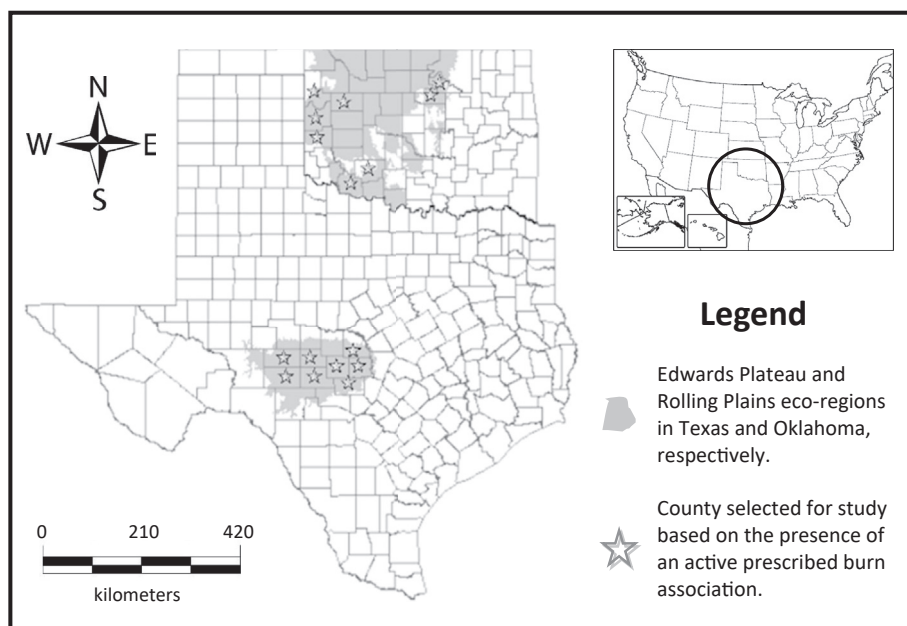 N
W E
S
Legend
Edwards Plateau and
Rolling Plains eco-regions
in Texas and Oklahoma,
respectively.
County selected for study
based on the presence of
an active prescribed burn
association.
0 210 420
kilometers